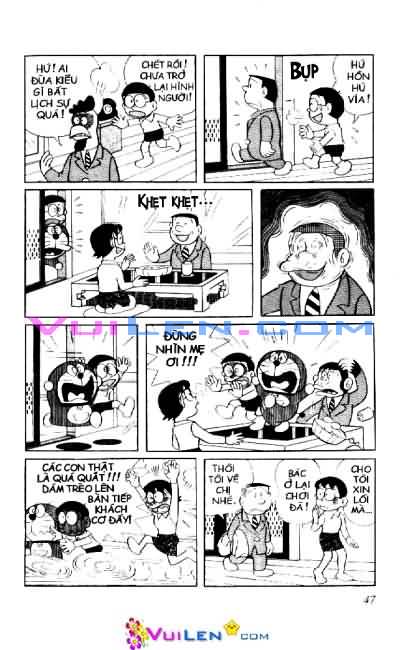 HỨ! AI
ĐÙA KIỂU
GÌ BẤT
LỊCH SỰ
QUÁ!
CHẾT RỒI!
CHƯA TRỞ
LẠI HÌNH
NGƯỜI!
BỤP
HÚ
HỒN
HÚ
VÍA!
KHẸT KHẸT...
VUILEN.COM
ĐỪNG
NHÌN MẸ
ƠI!!!
CÁC CON THẬT
LÀ QUÁ QUẮT!!!
DÁM TRÈO LÊN
BÀN TIẾP
KHÁCH
CƠ ĐẤY!
THÔI
TÔI VỀ
CHỊ
NHÉ.
BÁC
Ở LẠI
CHƠI
ĐÃ!
CHO
TÔI
XIN
LỖI
MÀ...
47
VUILEN.COM